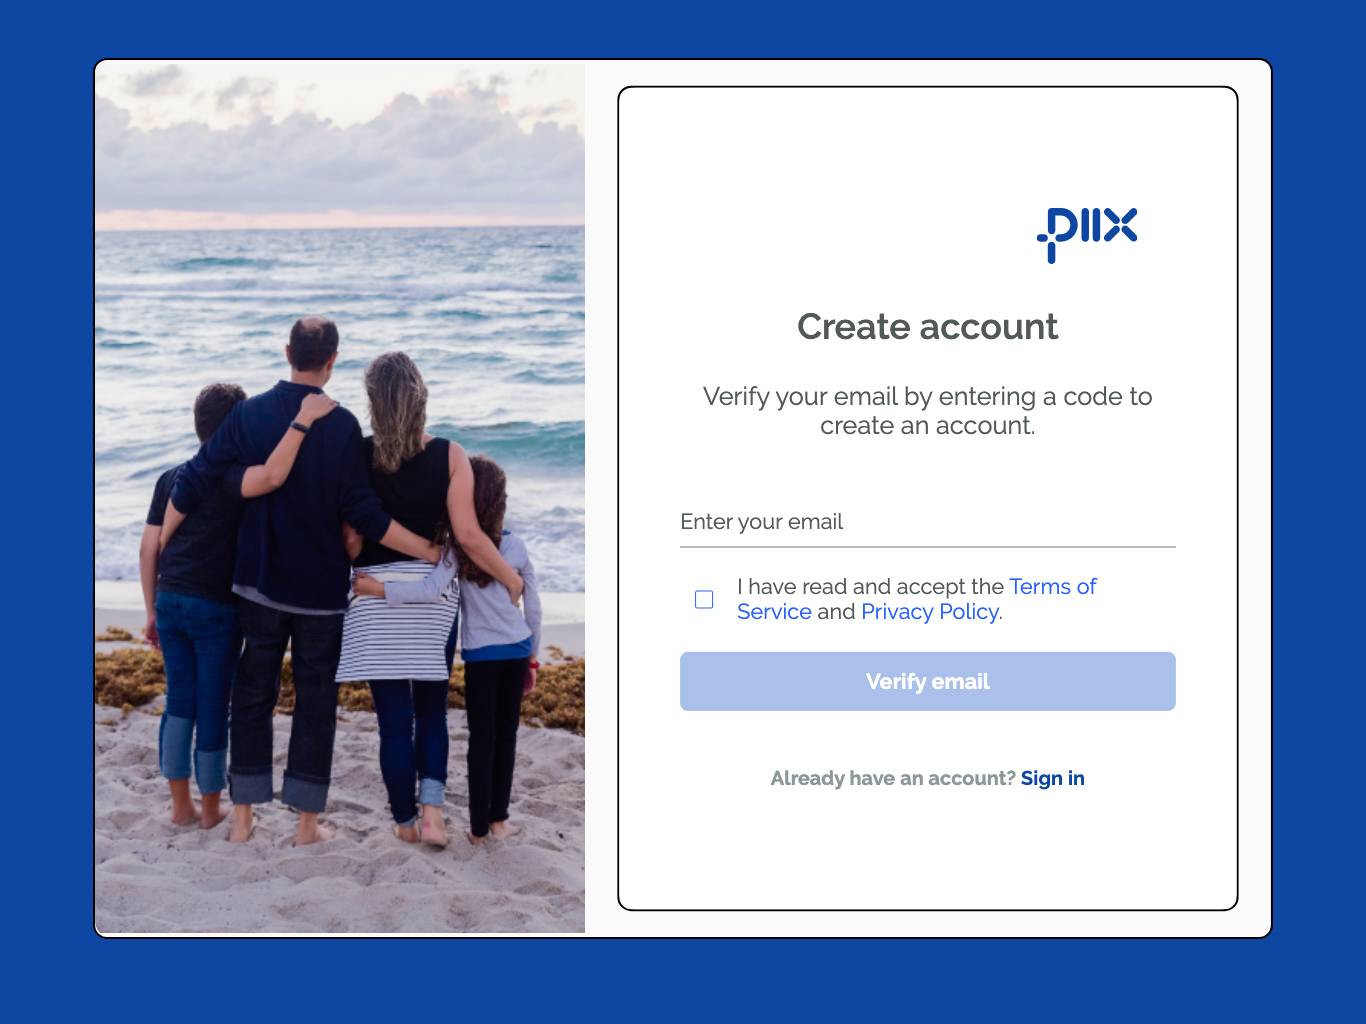 piix
Create account
Verify your email by entering a code to
create an account.
Enter your email
I have read and accept the Terms of
Service and Privacy Policy.
Verify email
Already have an account? Sign in